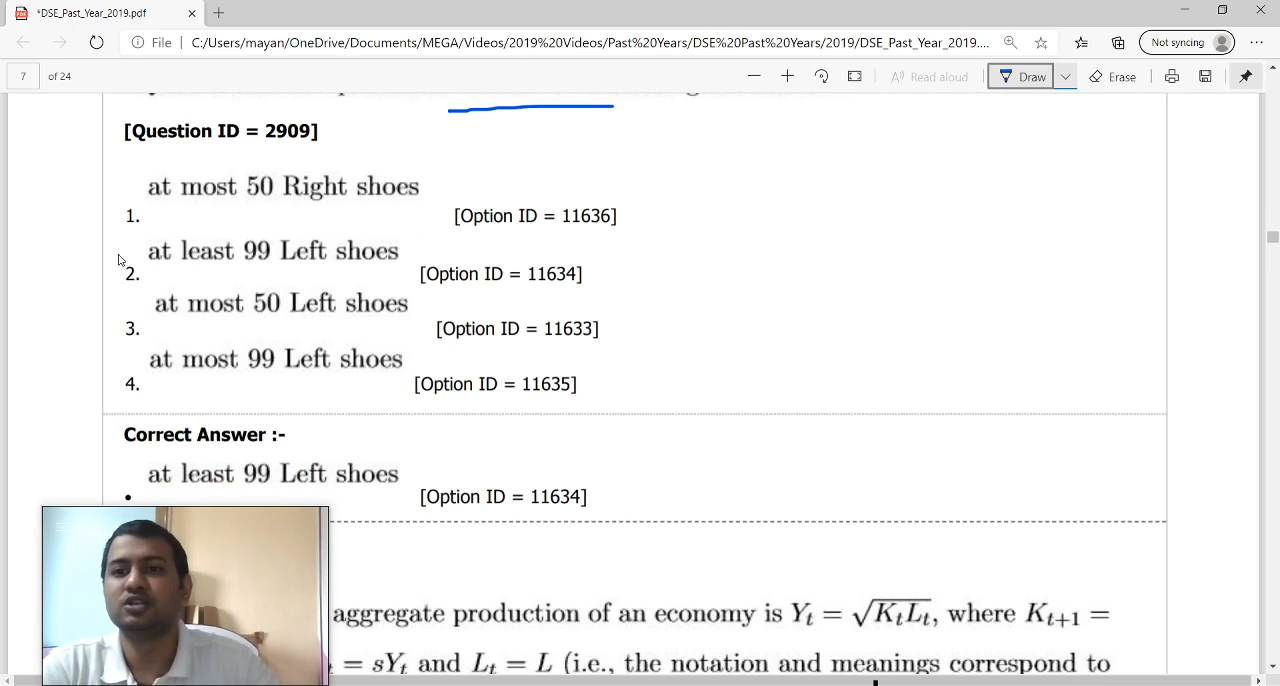 *DSE_Past_Year_2019.pdf
File | C:/Users/mayan/OneDrive/Documents/MEGA/Videos/2019%20Videos/Past%20Years/DSE%20Past%20Years/2019/DSE_Past_Year_2019....
Not syncing
7 of 24
Read aloud
Draw
Erase
[Question ID = 2909]
at most 50 Right shoes
1. [Option ID = 11636]
at least 99 Left shoes
2. [Option ID = 11634]
at most 50 Left shoes
3. [Option ID = 11633]
at most 99 Left shoes
4. [Option ID = 11635]
Correct Answer :-
at least 99 Left shoes
• [Option ID = 11634]
aggregate production of an economy is Yₜ = √KₜLₜ, where Kₜ₊₁ =
= sYₜ and Lₜ = L (i.e., the notation and meanings correspond to